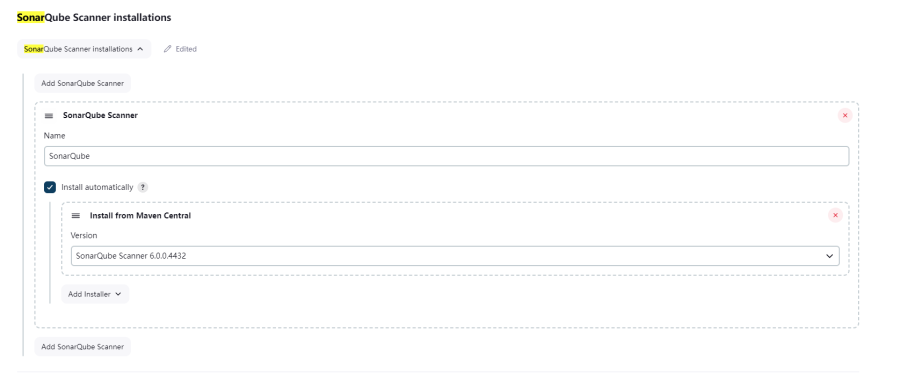 SonarQube Scanner installations
SonarQube Scanner installations
Edited
Add SonarQube Scanner
SonarQube Scanner
Name
SonarQube
Install automatically ?
Install from Maven Central
Version
SonarQube Scanner 6.0.0.4432
Add Installer
Add SonarQube Scanner